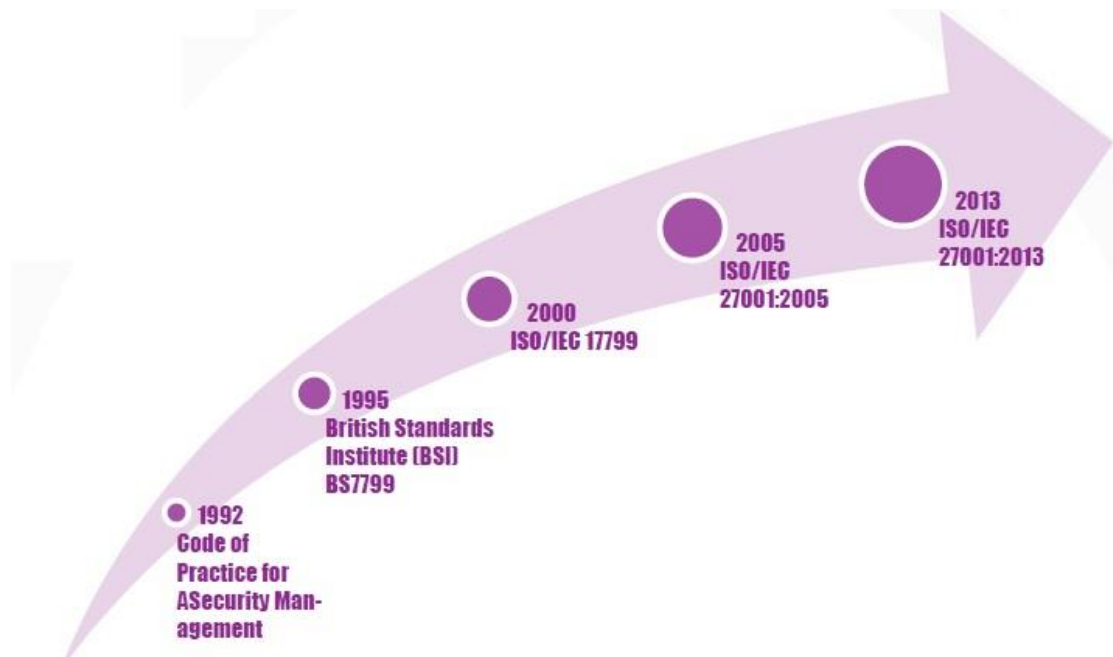 1992
Code of
Practice for
ASecurity Man-
agement
1995
British Standards
Institute (BSI)
BS7799
2000
ISO/IEC 17799
2005
ISO/IEC
27001:2005
2013
ISO/IEC
27001:2013